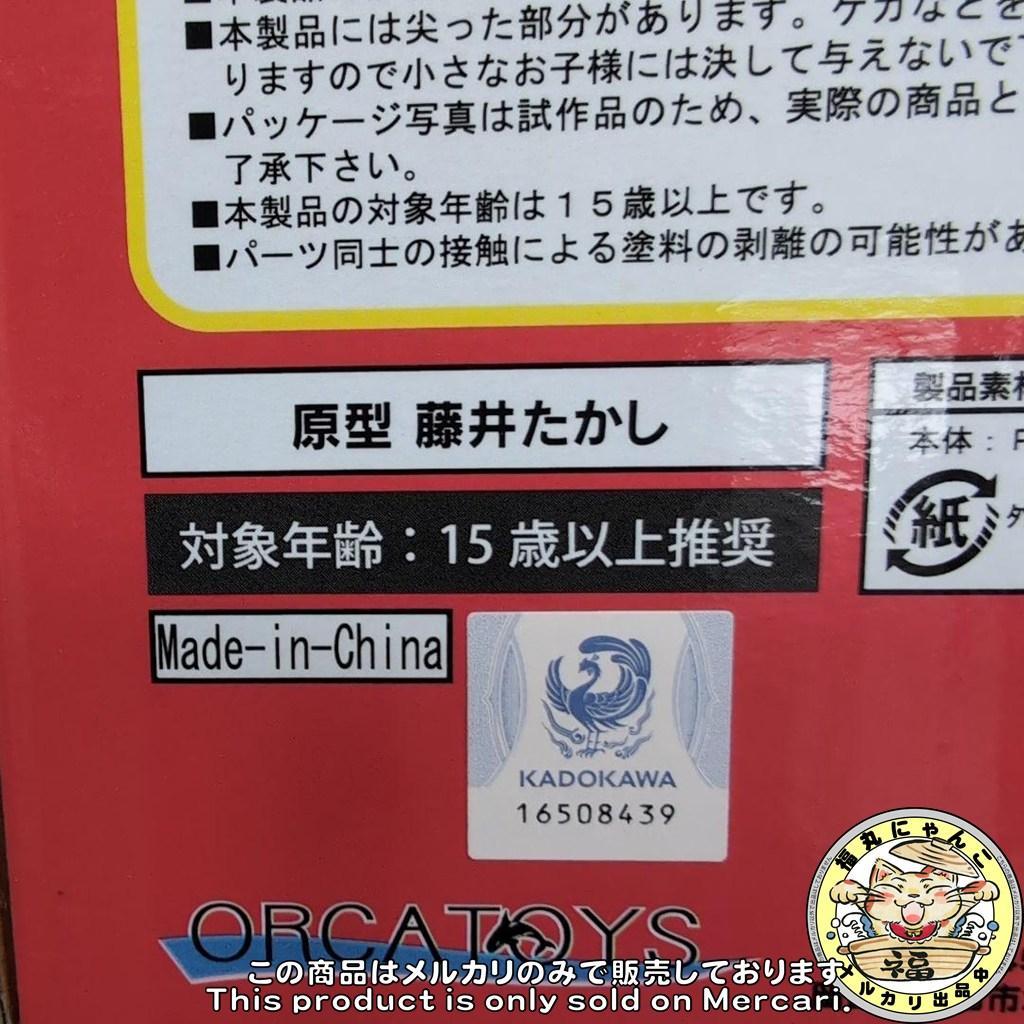 ■本製品には尖った部分があります。ケガなどを
りますので小さなお子様には決して与えないで
■パッケージ写真は試作品のため、実際の商品と
了承下さい。
■本製品の対象年齢は１５歳以上です。
■パーツ同士の接触による塗料の剥離の可能性があ
原型 藤井たかし
製品素材
本体：P
紙
対象年齢：15 歳以上推奨
Made-in-China
KADOKAWA
16508439
ORCATOYS
この商品はメルカリのみで販売しております
This product is only sold on Mercari.
福丸にゃんこ
福
メルカリ出品中